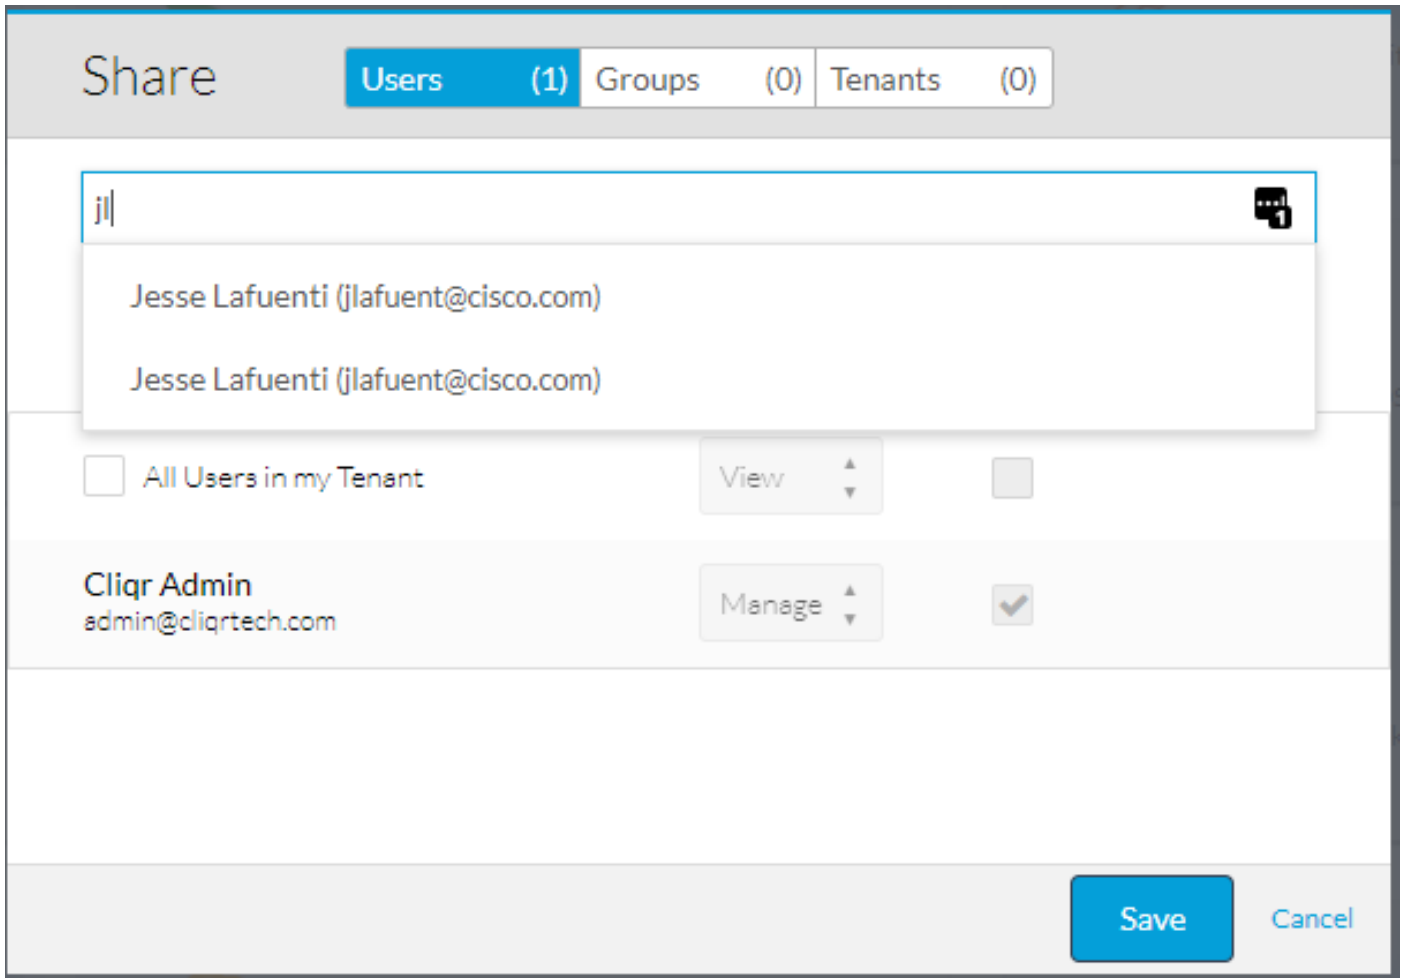 Share
Users (1) Groups (0) Tenants (0)
jl
1
Jesse Lafuenti (jlafuent@cisco.com)
Jesse Lafuenti (jlafuent@cisco.com)
All Users in my Tenant View
Cliqr Admin
admin@cliqrtech.com
Manage
Save Cancel